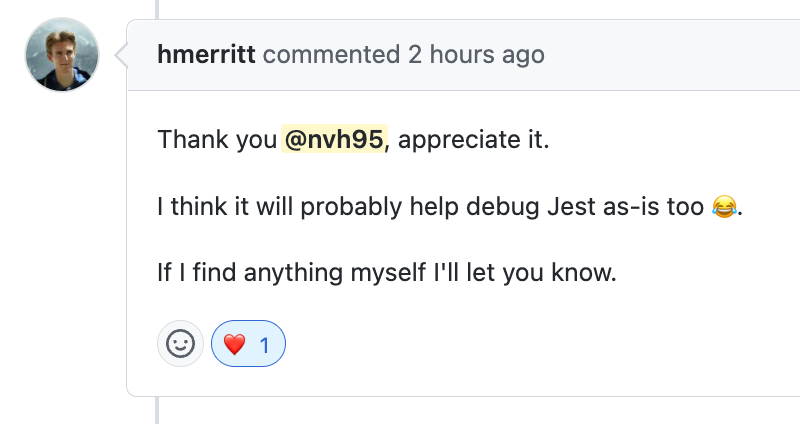 hmerritt commented 2 hours ago
Thank you @nvh95, appreciate it.
I think it will probably help debug Jest as-is too 😂.
If I find anything myself I'll let you know.
❤️ 1